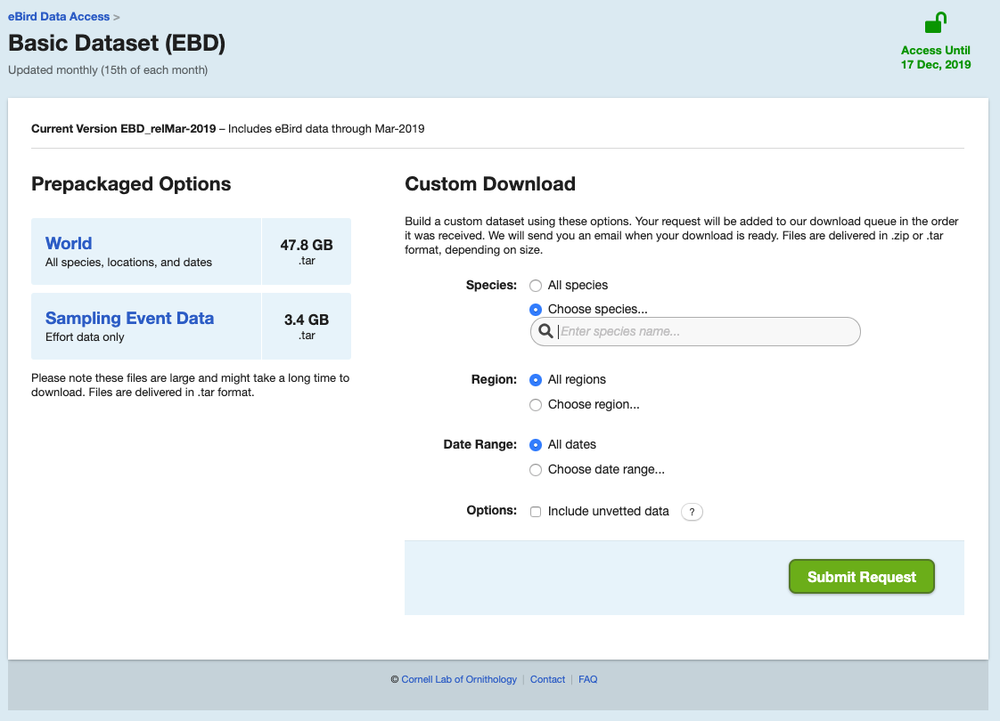 eBird Data Access >
Basic Dataset (EBD)
Updated monthly (15th of each month)
Access Until
17 Dec, 2019
Current Version EBD_relMar-2019 – Includes eBird data through Mar-2019
Prepackaged Options
World
All species, locations, and dates
47.8 GB
.tar
Sampling Event Data
Effort data only
3.4 GB
.tar
Please note these files are large and might take a long time to
download. Files are delivered in .tar format.
Custom Download
Build a custom dataset using these options. Your request will be added to our download queue in the order
it was received. We will send you an email when your download is ready. Files are delivered in .zip or .tar
format, depending on size.
Species: All species
Choose species...
Enter species name...
Region: All regions
Choose region...
Date Range: All dates
Choose date range...
Options: Include unvetted data ?
Submit Request
© Cornell Lab of Ornithology | Contact | FAQ